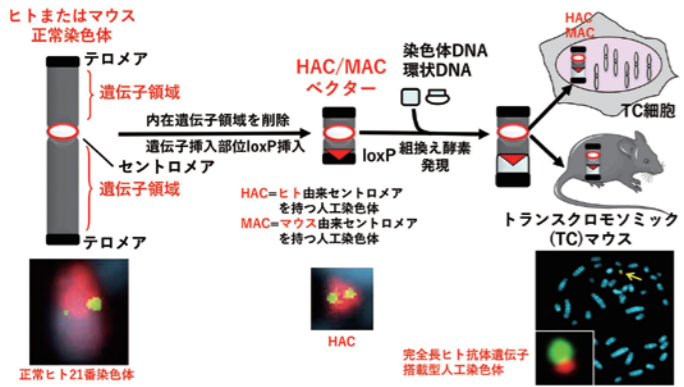 ヒトまたはマウス
正常染色体
テロメア
遺伝子領域
セントロメア
遺伝子領域
テロメア
内在遺伝子領域を削除
遺伝子挿入部位loxP挿入
HAC/MAC
ベクター
loxP
HAC=ヒト由来セントロメア
を持つ人工染色体
MAC=マウス由来セントロメア
を持つ人工染色体
染色体DNA
環状DNA
組換え酵素
発現
HAC
MAC
TC細胞
トランスクロモソミック
(TC)マウス
正常ヒト21番染色体
HAC
完全長ヒト抗体遺伝子
搭載型人工染色体